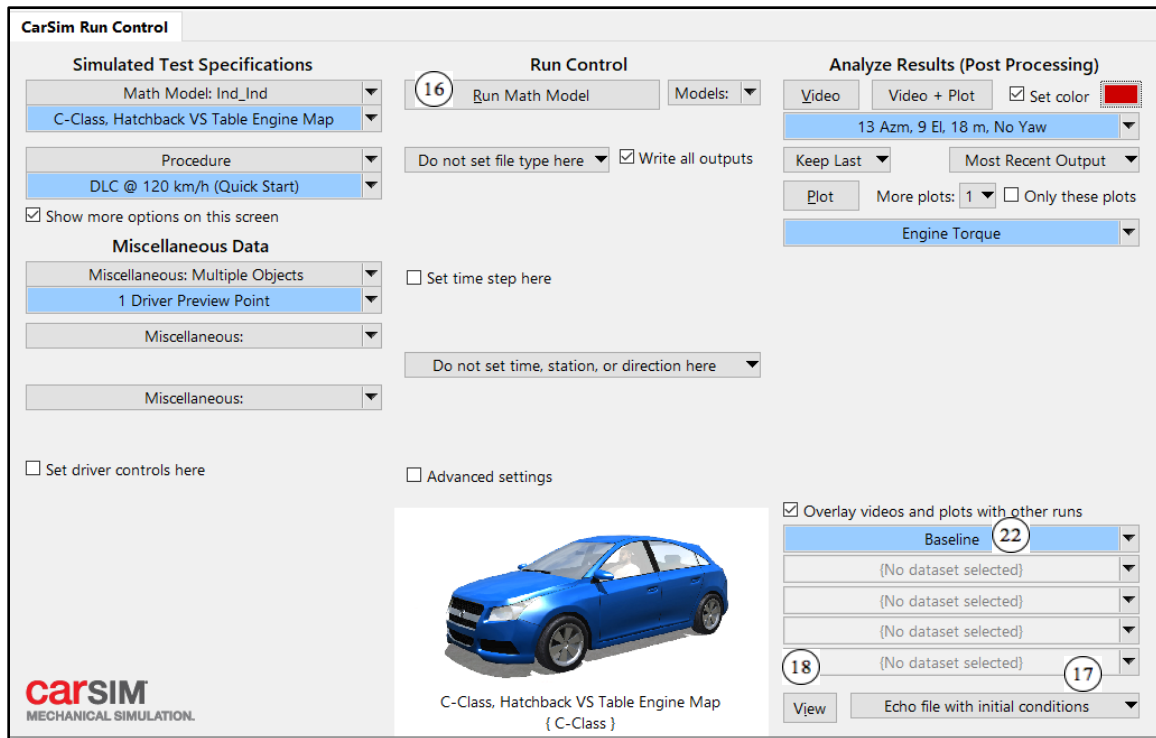 CarSim Run Control
Simulated Test Specifications
Math Model: Ind_Ind
C-Class, Hatchback VS Table Engine Map
Procedure
DLC @ 120 km/h (Quick Start)
Show more options on this screen
Miscellaneous Data
Miscellaneous: Multiple Objects
1 Driver Preview Point
Miscellaneous:
Miscellaneous:
Set driver controls here
carSIM
MECHANICAL SIMULATION.
Run Control
16 Run Math Model Models:
Do not set file type here Write all outputs
Set time step here
Do not set time, station, or direction here
Advanced settings
C-Class, Hatchback VS Table Engine Map
{ C-Class }
Analyze Results (Post Processing)
Video Video + Plot Set color
13 Azm, 9 El, 18 m, No Yaw
Keep Last Most Recent Output
Plot More plots: 1 Only these plots
Engine Torque
Overlay videos and plots with other runs
Baseline 22
{No dataset selected}
{No dataset selected}
{No dataset selected}
{No dataset selected}
18 17
View Echo file with initial conditions